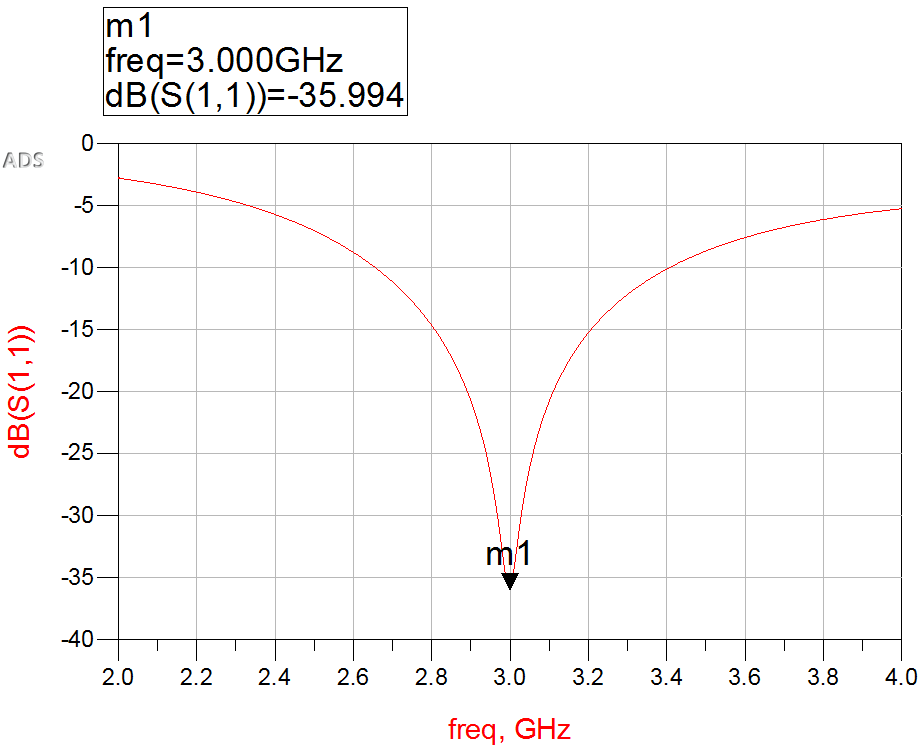 m1
freq=3.000GHz
dB(S(1,1))=-35.994
ADS
0
-5
-10
-15
-20
-25
-30
-35
-40
dB(S(1,1))
m1
2.0 2.2 2.4 2.6 2.8 3.0 3.2 3.4 3.6 3.8 4.0
freq, GHz